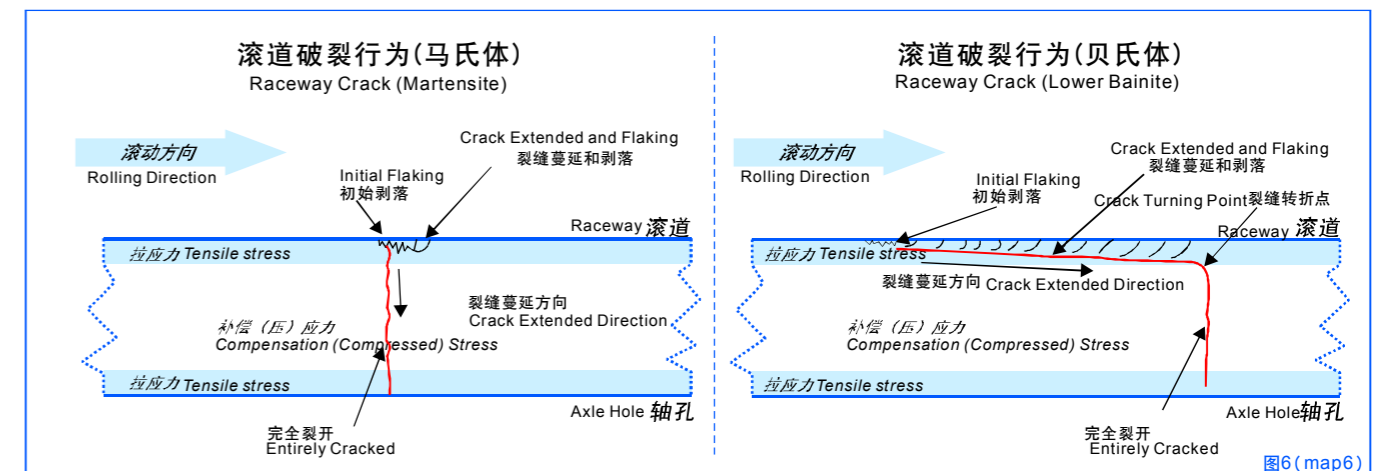 滚道破裂行为(马氏体)
Raceway Crack (Martensite)
滚动方向
Rolling Direction
Crack Extended and Flaking
裂缝蔓延和剥落
Initial Flaking
初始剥落
Raceway 滚道
拉应力 Tensile stress
裂缝蔓延方向
Crack Extended Direction
补偿（压）应力
Compensation (Compressed) Stress
拉应力 Tensile stress
Axle Hole 轴孔
完全裂开
Entirely Cracked
滚道破裂行为(贝氏体)
Raceway Crack (Lower Bainite)
滚动方向
Rolling Direction
Crack Extended and Flaking
裂缝蔓延和剥落
Initial Flaking
初始剥落
Crack Turning Point 裂缝转折点
Raceway 滚道
拉应力 Tensile stress
裂缝蔓延方向 Crack Extended Direction
补偿（压）应力
Compensation (Compressed) Stress
拉应力 Tensile stress
Axle Hole 轴孔
完全裂开
Entirely Cracked
图6(map6)